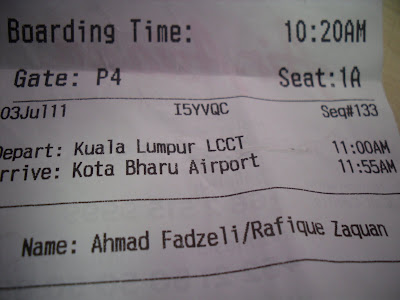 Boarding Time: 10:20AM
Gate: P4 Seat:1A
03Jul11 I5YVQC Seq#133
Depart: Kuala Lumpur LCCT 11:00AM
Arrive: Kota Bharu Airport 11:55AM
Name: Ahmad Fadzeli/Rafique Zaquan